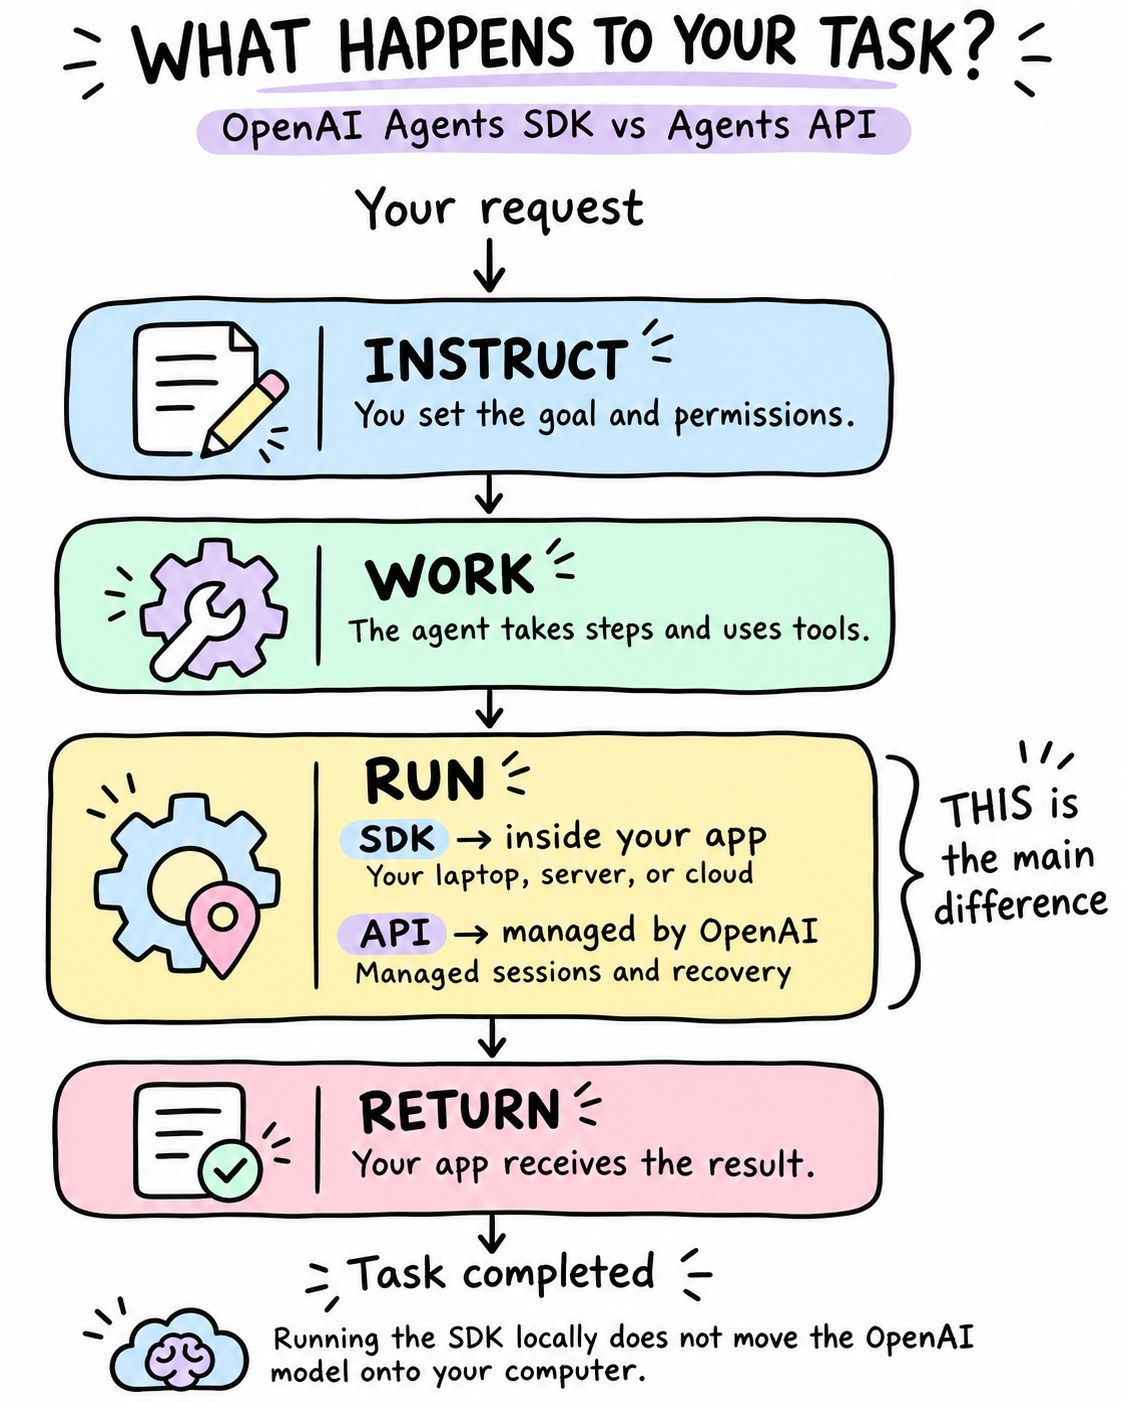 WHAT HAPPENS TO YOUR TASK?
OpenAI Agents SDK vs Agents API
Your request
INSTRUCT
You set the goal and permissions.
WORK
The agent takes steps and uses tools.
RUN
SDK → inside your app
Your laptop, server, or cloud
API → managed by OpenAI
Managed sessions and recovery
THIS is
the main
difference
RETURN
Your app receives the result.
Task completed
Running the SDK locally does not move the OpenAI
model onto your computer.